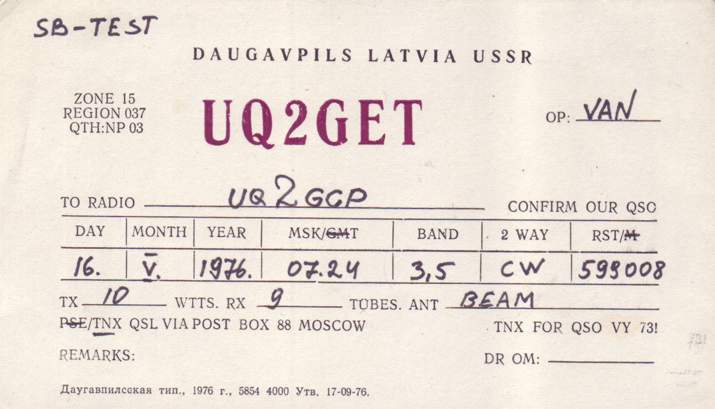 SB-TEST
DAUGAVPILS LATVIA USSR
ZONE 15
REGION 037
QTH:NP 03
UQ2GET
OP: VAN
TO RADIO UQ2GCP CONFIRM OUR QSO
DAY MONTH YEAR MSK/GMT BAND 2 WAY RST/M
16. V. 1976. 07.24 3,5 CW 599008
TX 10 WTTS. RX 9 TUBES. ANT BEAM
PSE/TNX QSL VIA POST BOX 88 MOSCOW TNX FOR QSO VY 73!
REMARKS: DR OM:
Даугавпилсская тип., 1976 г., 5854 4000 Утв. 17-09-76.